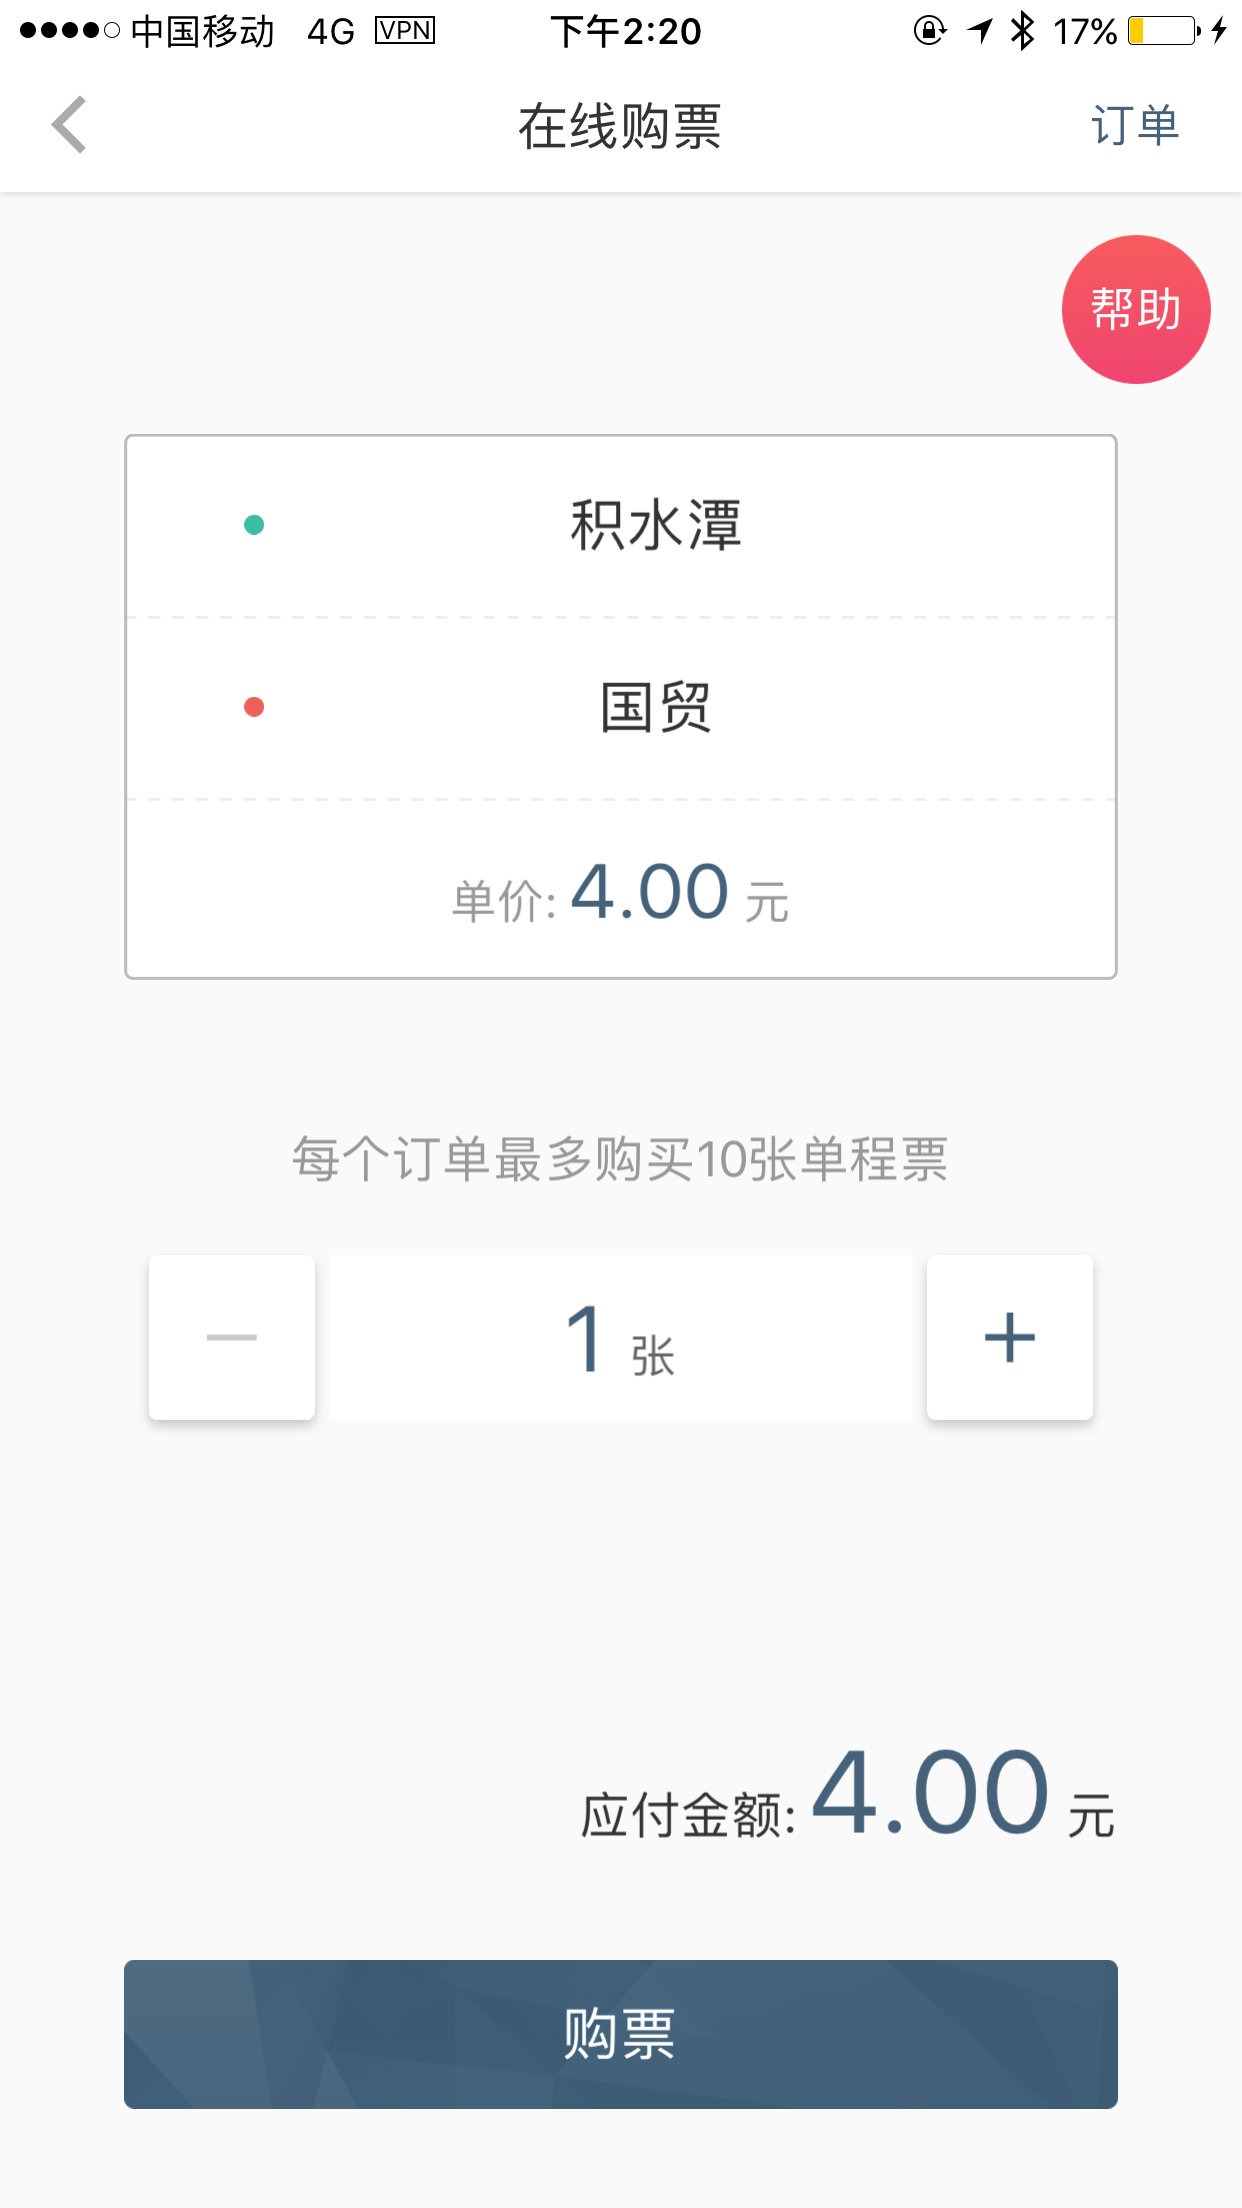 中国移动 4G VPN 下午2:20 17%
在线购票 订单
帮助
积水潭
国贸
单价: 4.00 元
每个订单最多购买10张单程票
1 张
应付金额: 4.00 元
购票